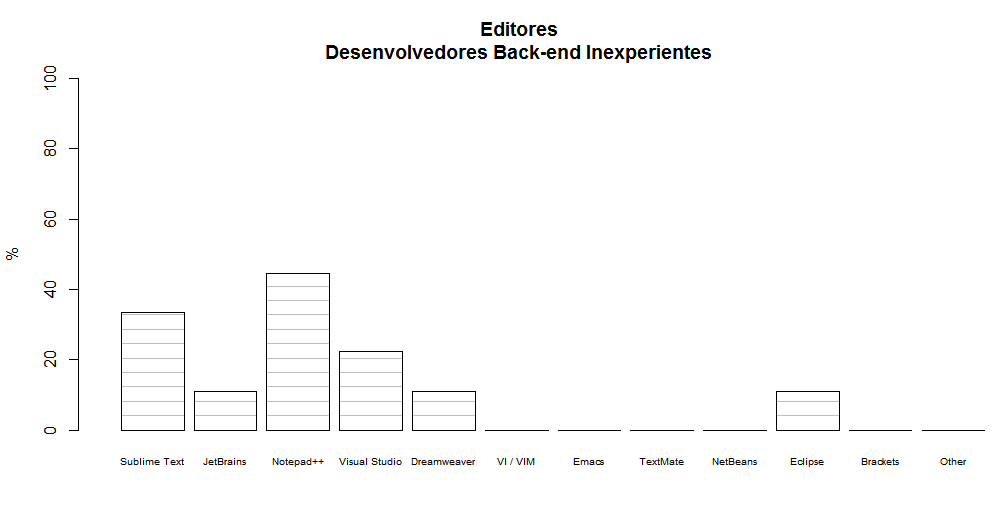 Editores
Desenvolvedores Back-end Inexperientes
%
100
80
60
40
20
0
Sublime Text JetBrains Notepad++ Visual Studio Dreamweaver VI / VIM Emacs TextMate NetBeans Eclipse Brackets Other